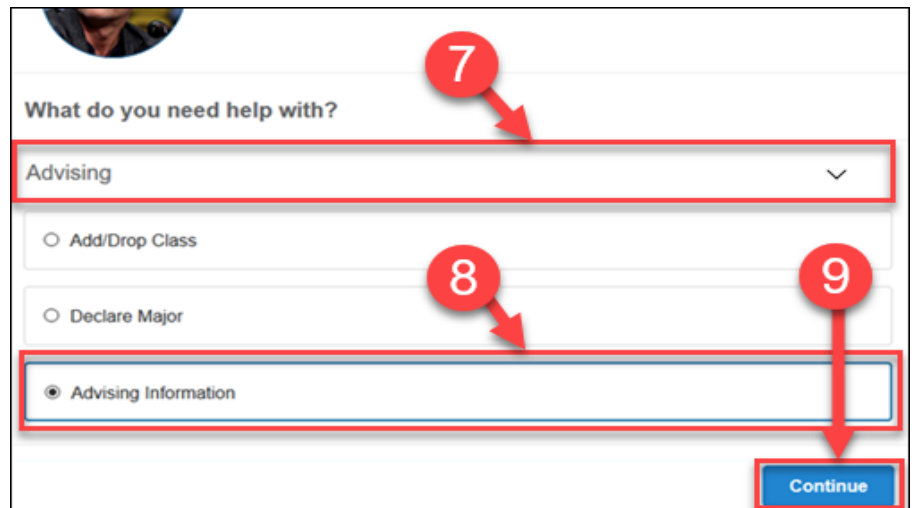 7
What do you need help with?
Advising
Add/Drop Class
8
9
Declare Major
Advising Information
Continue